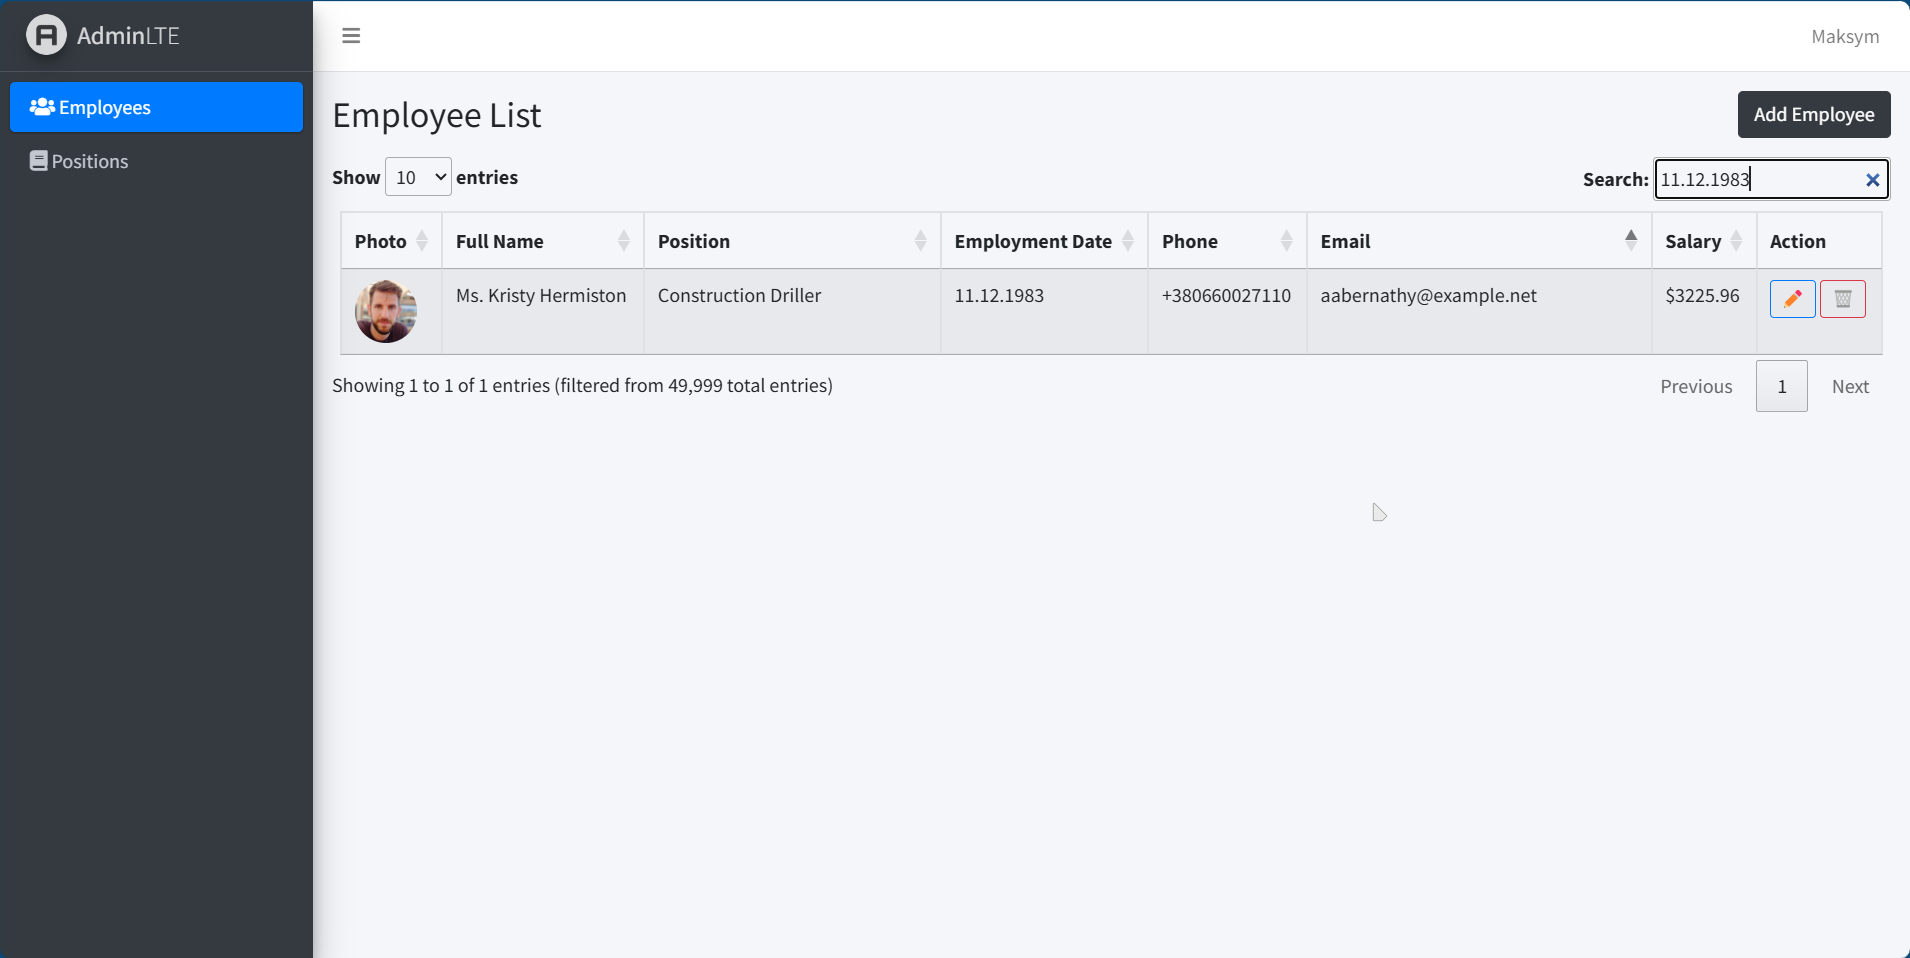 AdminLTE
Maksym
Employees
Positions
Employee List
Add Employee
Show 10 entries
Search: 11.12.1983
Photo Full Name Position Employment Date Phone Email Salary Action
Ms. Kristy Hermiston Construction Driller 11.12.1983 +380660027110 aabernathy@example.net $3225.96
Showing 1 to 1 of 1 entries (filtered from 49,999 total entries)
Previous 1 Next